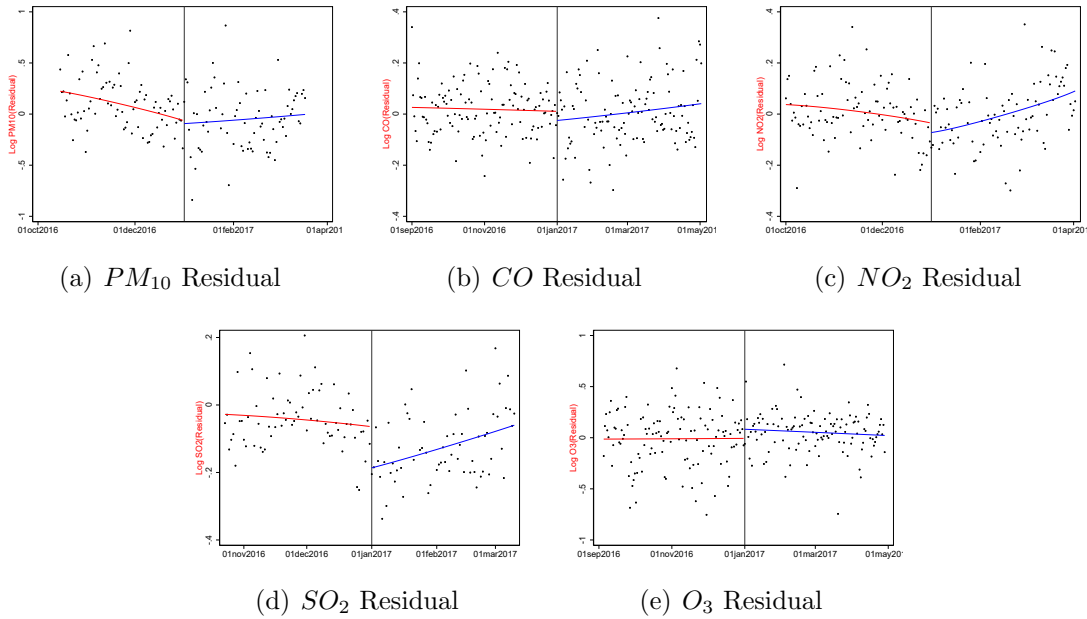 Log PM10(Residual)
1
.5
0
-.5
-1
01oct2016 01dec2016 01feb2017 01apr201
(a) PM₁₀ Residual
Log CO(Residual)
.4
.2
0
-.2
-.4
01sep2016 01nov2016 01jan2017 01mar2017 01may201
(b) CO Residual
Log NO2(Residual)
.4
.2
0
-.2
-.4
01oct2016 01dec2016 01feb2017 01apr201
(c) NO₂ Residual
Log SO2(Residual)
.2
0
-.2
-.4
01nov2016 01dec2016 01jan2017 01feb2017 01mar2017
(d) SO₂ Residual
Log O3(Residual)
1
.5
0
-.5
-1
01sep2016 01nov2016 01jan2017 01mar2017 01may201
(e) O₃ Residual